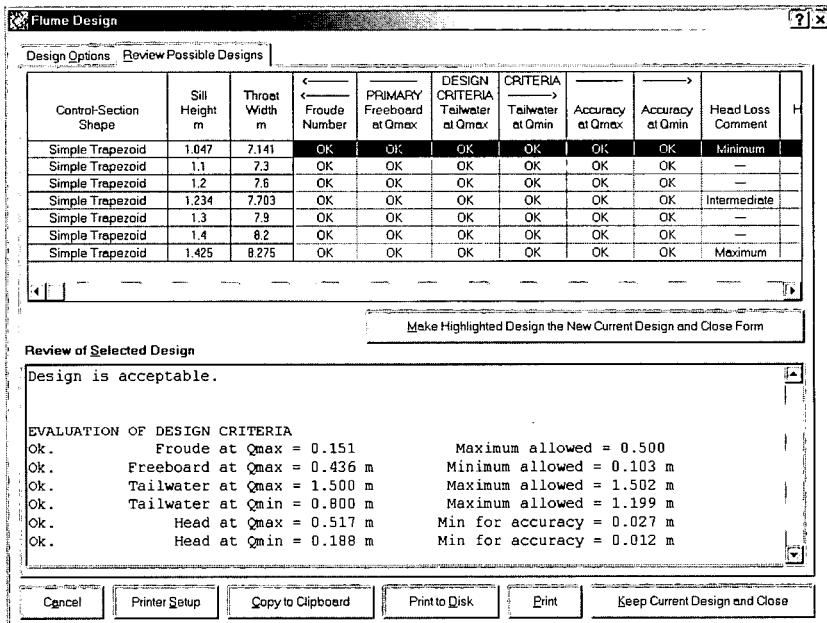 Flume Design
Design Options Review Possible Designs
Control-Section Shape Sill Height m Throat Width m <—— <—— Froude Number —— PRIMARY Freeboard at Qmax DESIGN CRITERIA Tailwater at Qmax CRITERIA ——> Tailwater at Qmin —— Accuracy at Qmax ——> Accuracy at Qmin Head Loss Comment H
Simple Trapezoid 1.047 7.141 OK OK OK OK OK OK Minimum
Simple Trapezoid 1.1 7.3 OK OK OK OK OK OK —
Simple Trapezoid 1.2 7.6 OK OK OK OK OK OK —
Simple Trapezoid 1.234 7.703 OK OK OK OK OK OK Intermediate
Simple Trapezoid 1.3 7.9 OK OK OK OK OK OK —
Simple Trapezoid 1.4 8.2 OK OK OK OK OK OK —
Simple Trapezoid 1.425 8.275 OK OK OK OK OK OK Maximum
Make Highlighted Design the New Current Design and Close Form
Review of Selected Design
Design is acceptable.
EVALUATION OF DESIGN CRITERIA
Ok. Froude at Qmax = 0.151 Maximum allowed = 0.500
Ok. Freeboard at Qmax = 0.436 m Minimum allowed = 0.103 m
Ok. Tailwater at Qmax = 1.500 m Maximum allowed = 1.502 m
Ok. Tailwater at Qmin = 0.800 m Maximum allowed = 1.199 m
Ok. Head at Qmax = 0.517 m Min for accuracy = 0.027 m
Ok. Head at Qmin = 0.188 m Min for accuracy = 0.012 m
Cancel Printer Setup Copy to Clipboard Print to Disk Print Keep Current Design and Close